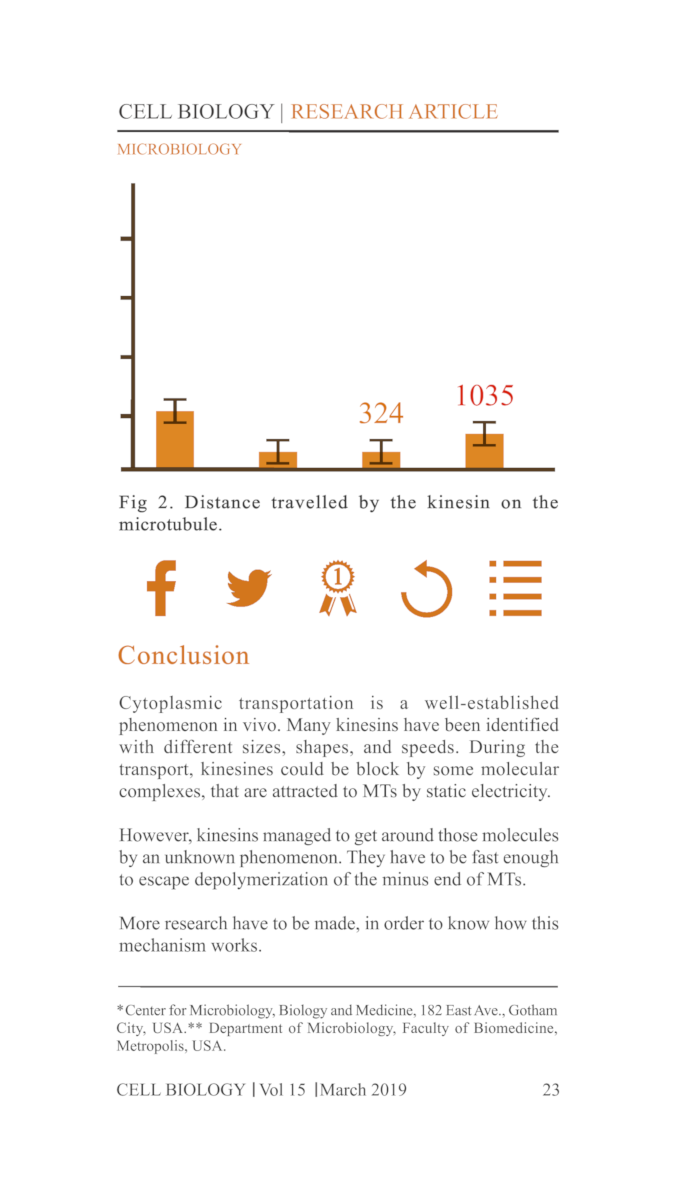 CELL BIOLOGY | RESEARCH ARTICLE
MICROBIOLOGY
324
1035
Fig 2. Distance travelled by the kinesin on the
microtubule.
1
Conclusion
Cytoplasmic transportation is a well-established
phenomenon in vivo. Many kinesins have been identified
with different sizes, shapes, and speeds. During the
transport, kinesines could be block by some molecular
complexes, that are attracted to MTs by static electricity.
However, kinesins managed to get around those molecules
by an unknown phenomenon. They have to be fast enough
to escape depolymerization of the minus end of MTs.
More research have to be made, in order to know how this
mechanism works.
*Center for Microbiology, Biology and Medicine, 182 East Ave., Gotham
City, USA.** Department of Microbiology, Faculty of Biomedicine,
Metropolis, USA.
CELL BIOLOGY | Vol 15 | March 2019 23